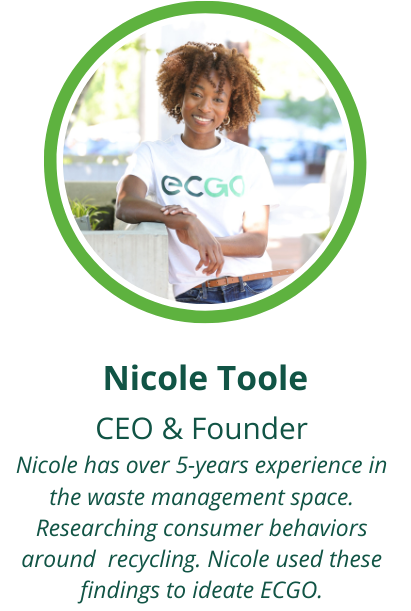 ecGO
Nicole Toole
CEO & Founder
Nicole has over 5-years experience in
the waste management space.
Researching consumer behaviors
around recycling. Nicole used these
findings to ideate ECGO.